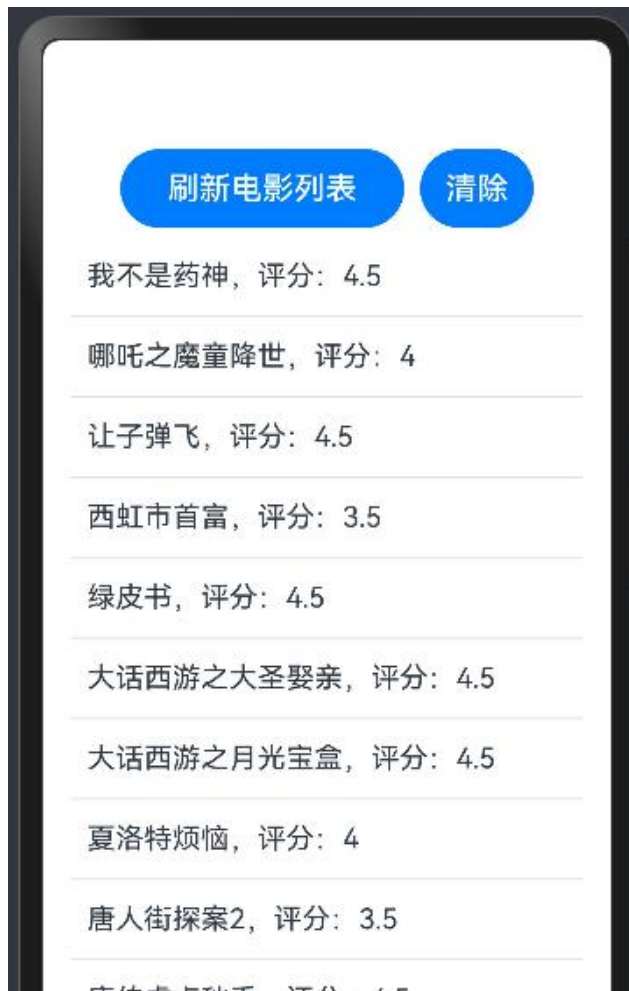 刷新电影列表 清除
我不是药神，评分：4.5
哪吒之魔童降世，评分：4
让子弹飞，评分：4.5
西虹市首富，评分：3.5
绿皮书，评分：4.5
大话西游之大圣娶亲，评分：4.5
大话西游之月光宝盒，评分：4.5
夏洛特烦恼，评分：4
唐人街探案2，评分：3.5